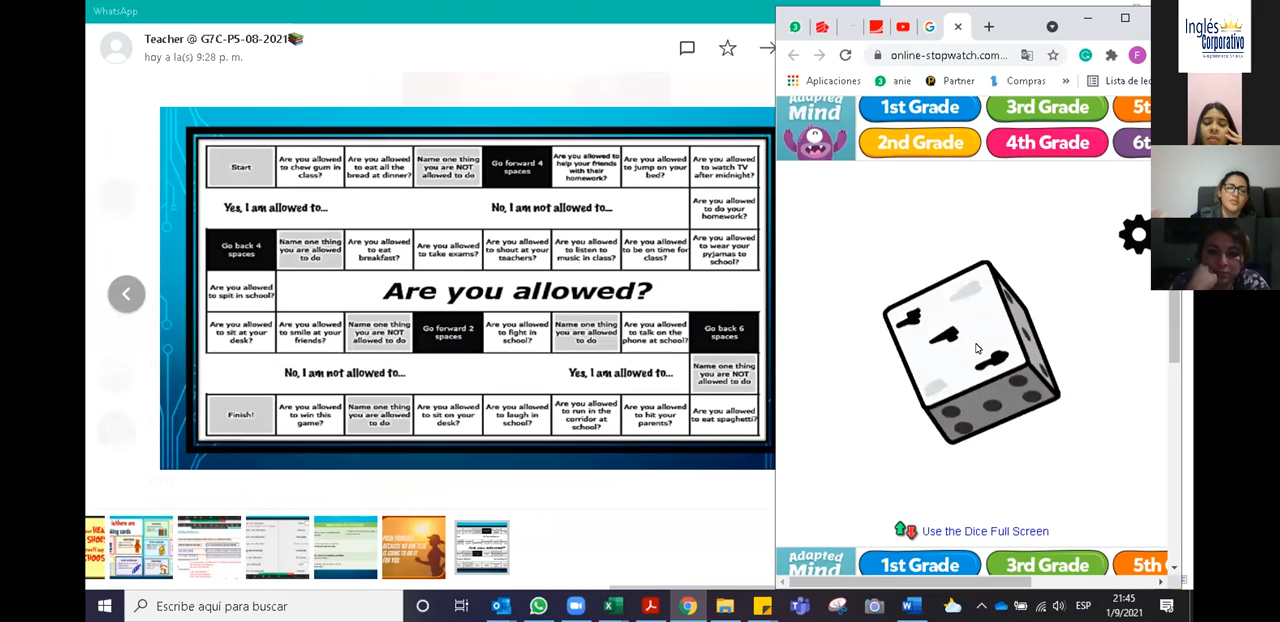 WhatsApp
Teacher @ G7C-P5-08-2021
hoy a la(s) 9:28 p. m.
Start
Are you allowed
to chew gum in
class?
Are you allowed
to eat all the
bread at dinner?
Name one thing
you are NOT
allowed to do
Go forward 4
spaces
Are you allowed to
help your friends
with their
homework?
Are you allowed
to jump on your
bed?
Are you allowed
to watch TV
after midnight?
Yes, I am allowed to...
No, I am not allowed to...
Are you allowed
to do your
homework?
Go back 4
spaces
Name one thing
you are allowed
to do
Are you allowed
to eat
breakfast?
Are you allowed
to take exams?
Are you allowed
to shout at your
teachers?
Are you allowed
to listen to
music in class?
Are you allowed
to be on time for
class?
Are you allowed
to wear your
pyjamas to
school?
Are you allowed
to spit in school?
Are you allowed?
Are you allowed
to sit at your
desk?
Are you allowed
to smile at your
friends?
Name one thing
you are NOT
allowed to do
Go forward 2
spaces
Are you allowed
to fight in
school?
Name one thing
you are allowed
to do
Are you allowed
to talk on the
phone at school?
Go back 6
spaces
No, I am not allowed to...
Yes, I am allowed to...
Name one thing
you are NOT
allowed to do
Finish!
Are you allowed
to win this
game?
Name one thing
you are allowed
to do
Are you allowed
to sit on your
desk?
Are you allowed
to laugh in
school?
Are you allowed
to run in the
corridor at
school?
Are you allowed
to hit your
parents?
Are you allowed
to eat spaghetti?
online-stopwatch.com...
F
Aplicaciones
3 anie
Partner
Compras
»
Lista de lec
Adapted
Mind
1st Grade
3rd Grade
5t
2nd Grade
4th Grade
6t
Use the Dice Full Screen
Adapted
Mind
1st Grade
3rd Grade
5th
Inglés
Corporativo
Escribe aquí para buscar
ESP
21:45
1/9/2021